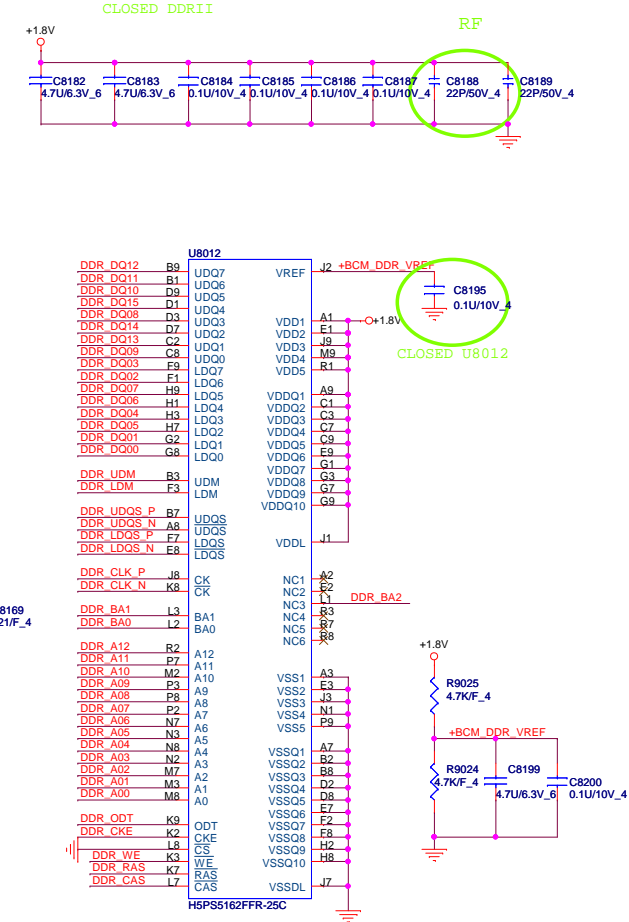 CLOSED DDRII
RF
+1.8V
C8182 C8183 C8184 C8185 C8186 C8187 C8188 C8189
4.7U/6.3V_6 4.7U/6.3V_6 0.1U/10V_4 0.1U/10V_4 0.1U/10V_4 0.1U/10V_4 22P/50V_4 22P/50V_4
U8012
DDR_DQ12 B9 UDQ7 VREF J2 +BCM_DDR_VREF
DDR_DQ11 B1 UDQ6
DDR_DQ10 D9 UDQ5
DDR_DQ15 D1 UDQ4
DDR_DQ08 D3 UDQ3 VDD1 A1 +1.8V
DDR_DQ14 D7 UDQ2 VDD2 E1
DDR_DQ13 C2 UDQ1 VDD3 J9
DDR_DQ09 C8 UDQ0 VDD4 M9
DDR_DQ03 F9 LDQ7 VDD5 R1
DDR_DQ02 F1 LDQ6
DDR_DQ07 H9 LDQ5 VDDQ1 A9
DDR_DQ06 H1 LDQ4 VDDQ2 C1
DDR_DQ04 H3 LDQ3 VDDQ3 C3
DDR_DQ05 H7 LDQ2 VDDQ4 C7
DDR_DQ01 G2 LDQ1 VDDQ5 C9
DDR_DQ00 G8 LDQ0 VDDQ6 E9
VDDQ7 G1
DDR_UDM B3 UDM VDDQ8 G3
DDR_LDM F3 LDM VDDQ9 G7
VDDQ10 G9
DDR_UDQS_P B7 UDQS
DDR_UDQS_N A8 UDQS
DDR_LDQS_P F7 LDQS VDDL J1
DDR_LDQS_N E8 LDQS
DDR_CLK_P J8 CK NC1 A2
DDR_CLK_N K8 CK NC2 E2
NC3 L1 DDR_BA2
DDR_BA1 L3 BA1 NC4 R3
DDR_BA0 L2 BA0 NC5 R7
NC6 R8
DDR_A12 R2 A12
DDR_A11 P7 A11
DDR_A10 M2 A10 VSS1 A3
DDR_A09 P3 A9 VSS2 E3
DDR_A08 P8 A8 VSS3 J3
DDR_A07 P2 A7 VSS4 N1
DDR_A06 N7 A6 VSS5 P9
DDR_A05 N3 A5
DDR_A04 N8 A4 VSSQ1 A7
DDR_A03 N2 A3 VSSQ2 B2
DDR_A02 M7 A2 VSSQ3 B8
DDR_A01 M3 A1 VSSQ4 D2
DDR_A00 M8 A0 VSSQ5 D8
VSSQ6 E7
DDR_ODT K9 ODT VSSQ7 F2
DDR_CKE K2 CKE VSSQ8 F8
L8 CS VSSQ9 H2
DDR_WE K3 WE VSSQ10 H8
DDR_RAS K7 RAS
DDR_CAS L7 CAS VSSDL J7
H5PS5162FFR-25C
C8195
0.1U/10V_4
CLOSED U8012
8169
21/F_4
+1.8V
R9025
4.7K/F_4
+BCM_DDR_VREF
R9024 C8199 C8200
4.7K/F_4 4.7U/6.3V_6 0.1U/10V_4